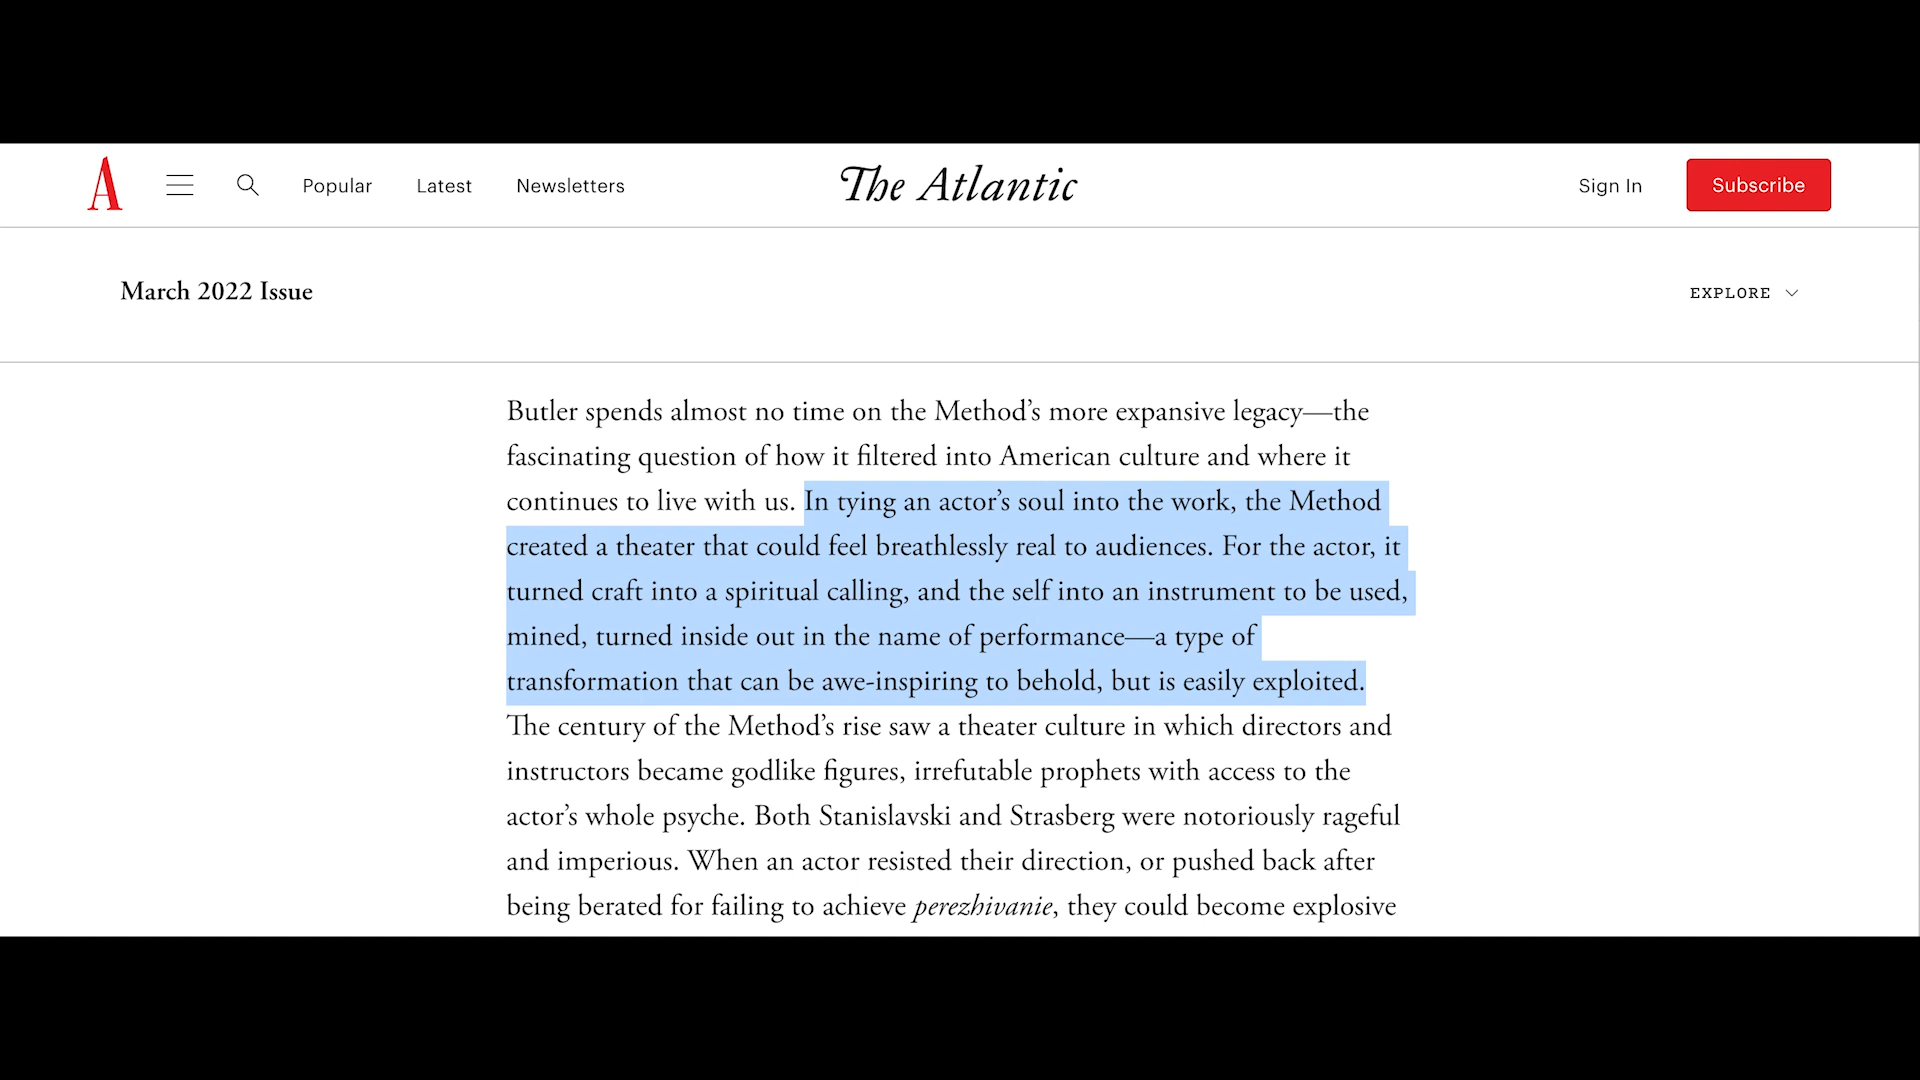 A
Popular
Latest
Newsletters
The Atlantic
Sign In
Subscribe
March 2022 Issue
EXPLORE
Butler spends almost no time on the Method’s more expansive legacy—the
fascinating question of how it filtered into American culture and where it
continues to live with us. In tying an actor’s soul into the work, the Method
created a theater that could feel breathlessly real to audiences. For the actor, it
turned craft into a spiritual calling, and the self into an instrument to be used,
mined, turned inside out in the name of performance—a type of
transformation that can be awe-inspiring to behold, but is easily exploited.
The century of the Method’s rise saw a theater culture in which directors and
instructors became godlike figures, irrefutable prophets with access to the
actor’s whole psyche. Both Stanislavski and Strasberg were notoriously rageful
and imperious. When an actor resisted their direction, or pushed back after
being berated for failing to achieve perezhivanie, they could become explosive